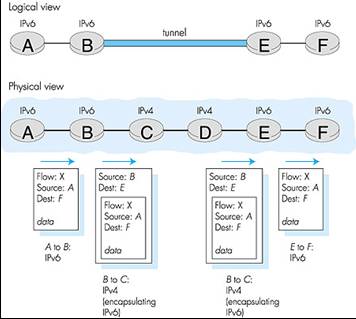 Logical view
IPv6 IPv6 IPv6 IPv6
tunnel
A B E F
Physical view
IPv6 IPv6 IPv4 IPv4 IPv6 IPv6
A B C D E F
Flow: X
Source: A
Dest: F
data
A to B:
IPv6
Source: B
Dest: E
Flow: X
Source: A
Dest: F
data
B to C:
IPv4
(encapsulating
IPv6)
Source: B
Dest: E
Flow: X
Source: A
Dest: F
data
B to C:
IPv4
(encapsulating
IPv6)
Flow: X
Source: A
Dest: F
data
E to F:
IPv6